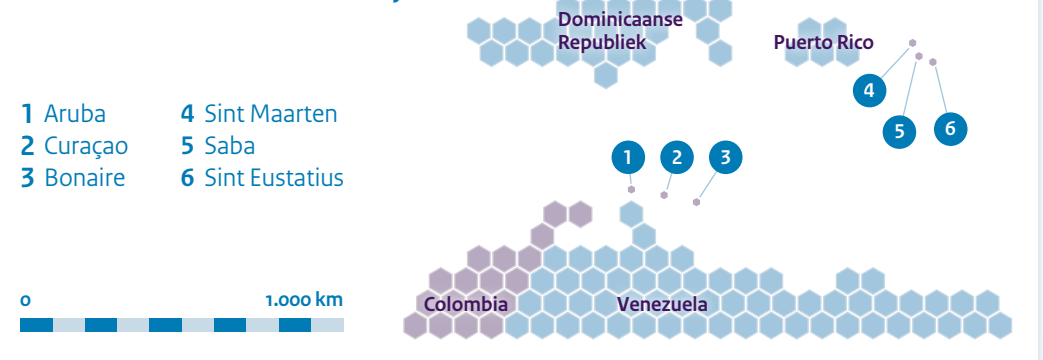 Dominicaanse
Republiek
Puerto Rico
4
5
6
1 Aruba
2 Curaçao
3 Bonaire
4 Sint Maarten
5 Saba
6 Sint Eustatius
1
2
3
0 1.000 km
Colombia
Venezuela